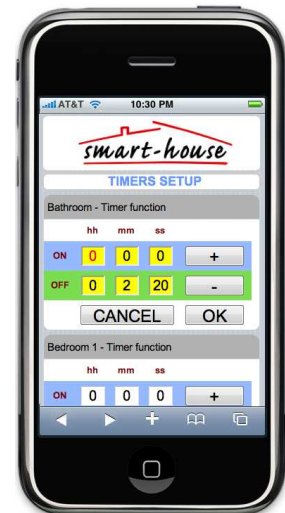 AT&T 10:30 PM
smart-house
TIMERS SETUP
Bathroom - Timer function
hh mm ss
ON 0 0 0 +
OFF 0 2 20 -
CANCEL OK
Bedroom 1 - Timer function
hh mm ss
ON 0 0 0 +